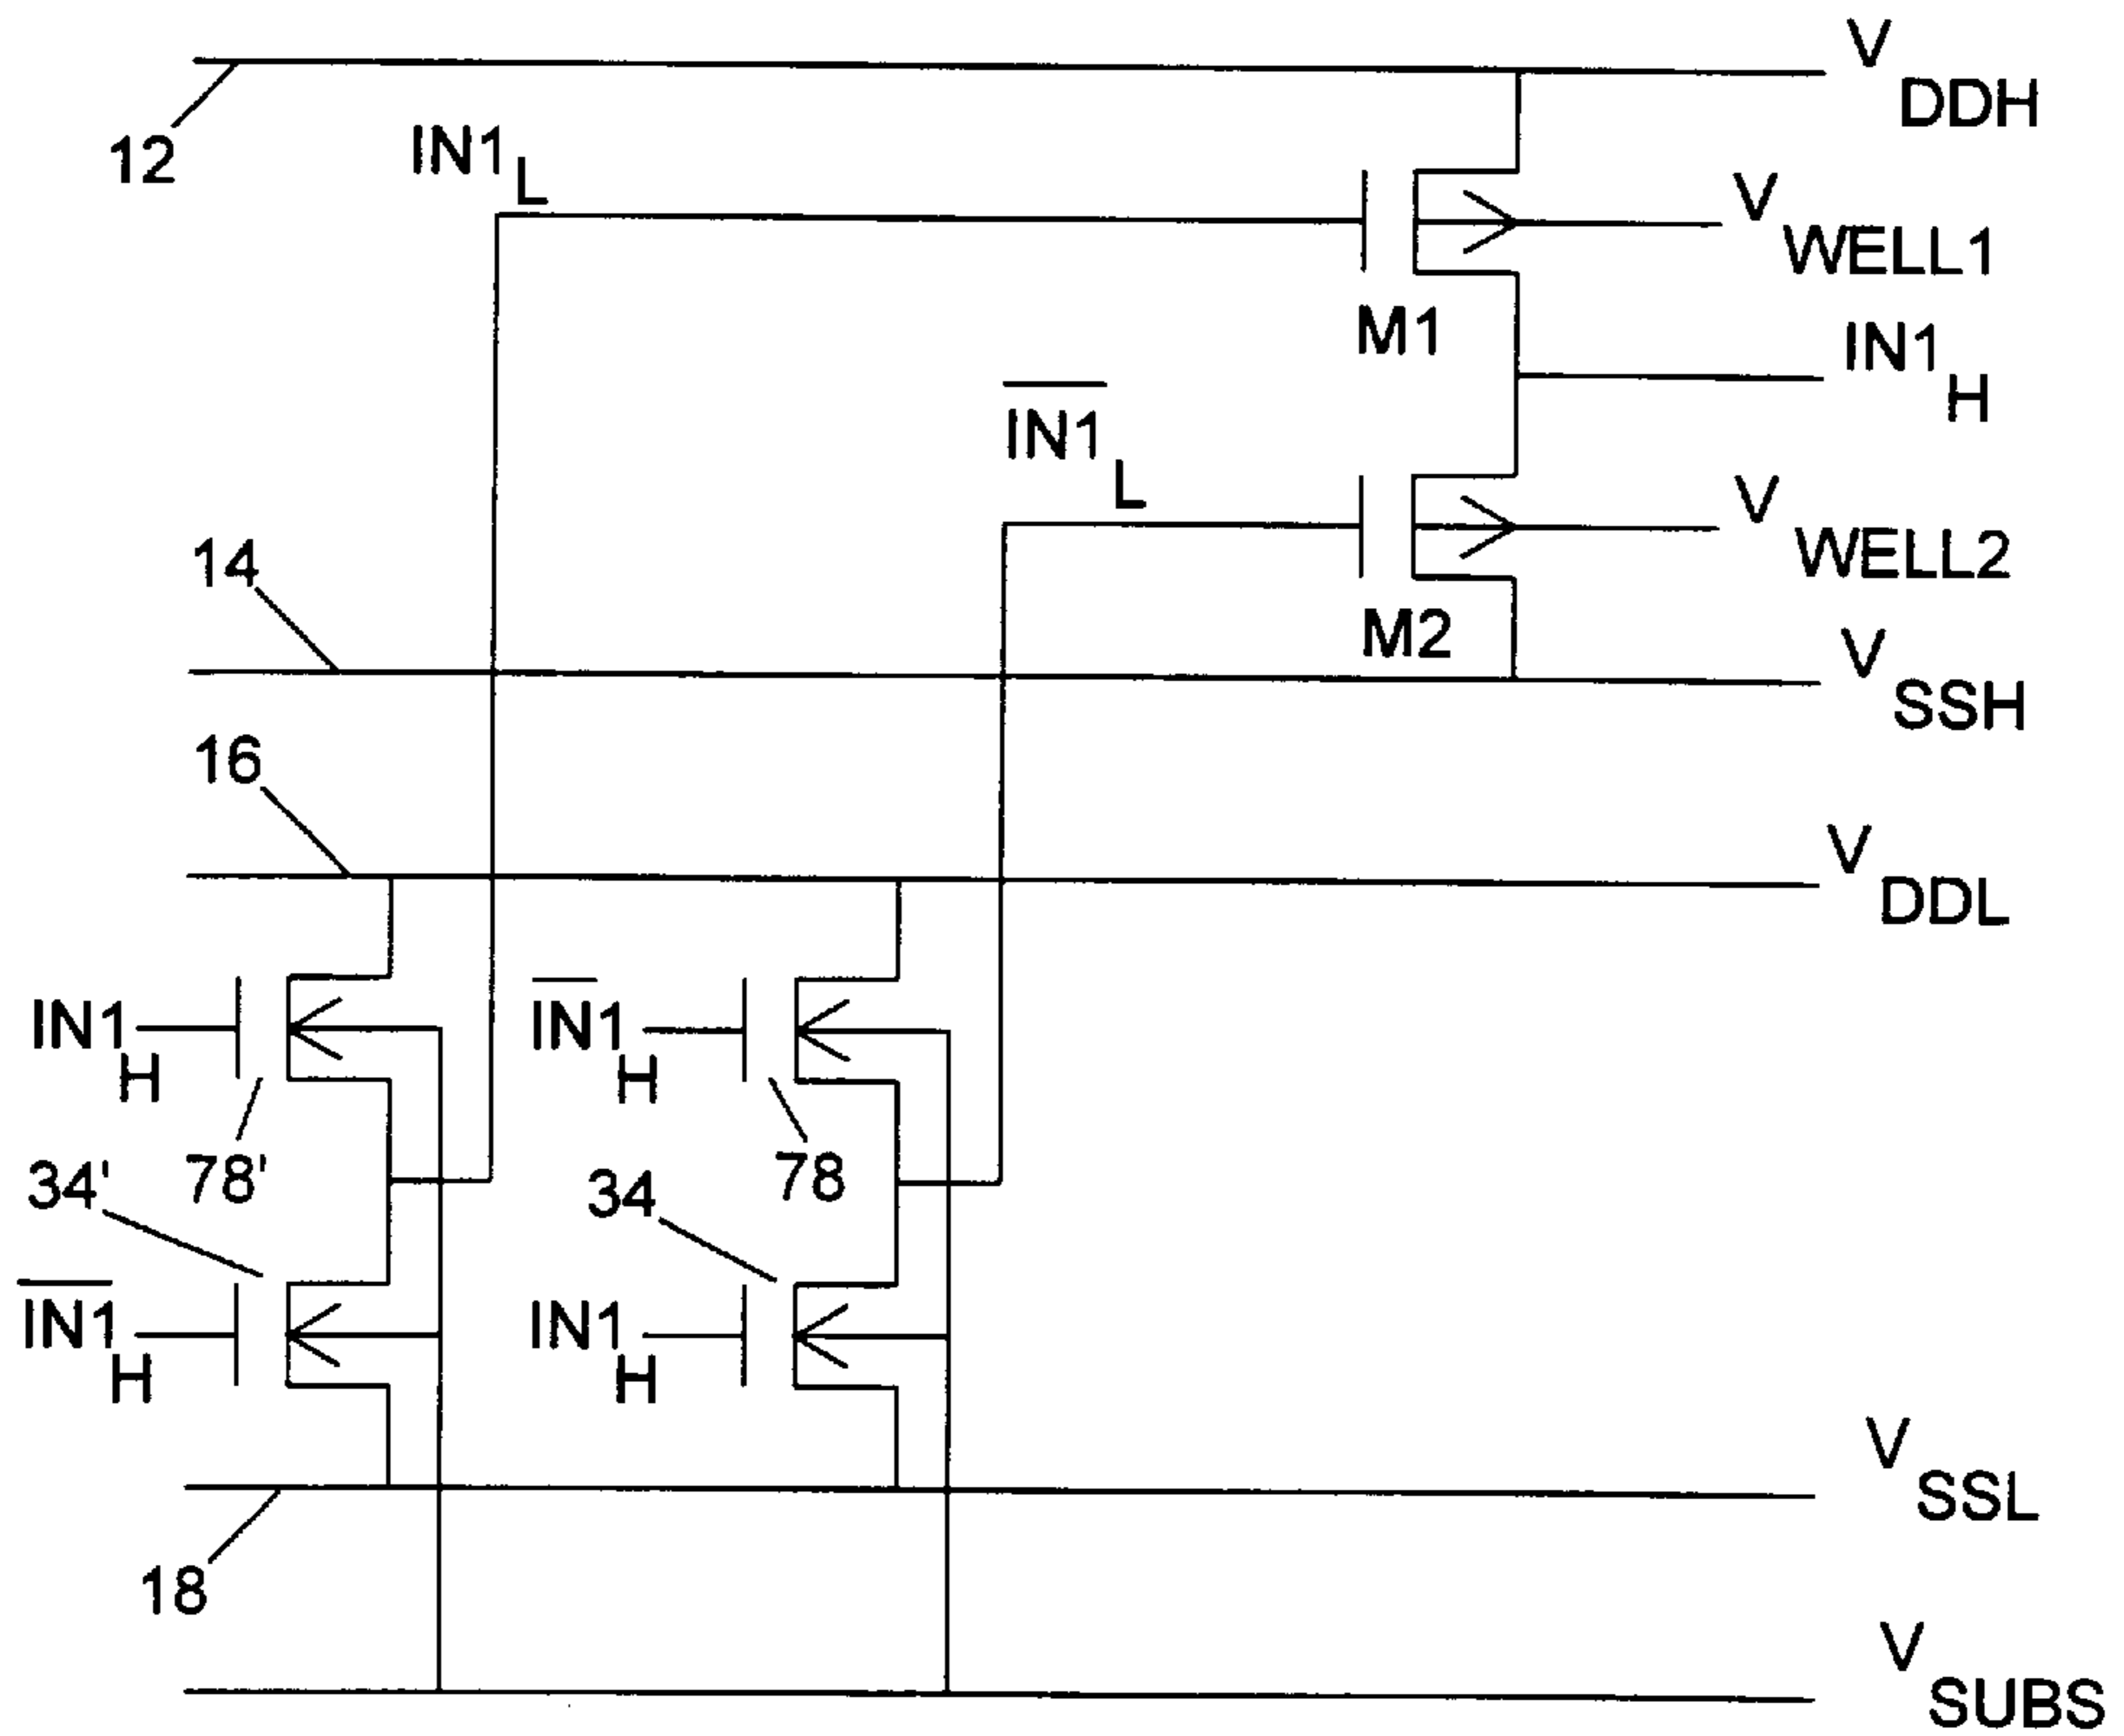 V DDH
12
IN1 L
V WELL1
M1
IN1 H
IN1 L
V WELL2
14
M2
V SSH
16
V DDL
IN1 H
IN1 H
78'
78
34'
34
IN1 H
IN1 H
V SSL
18
V SUBS